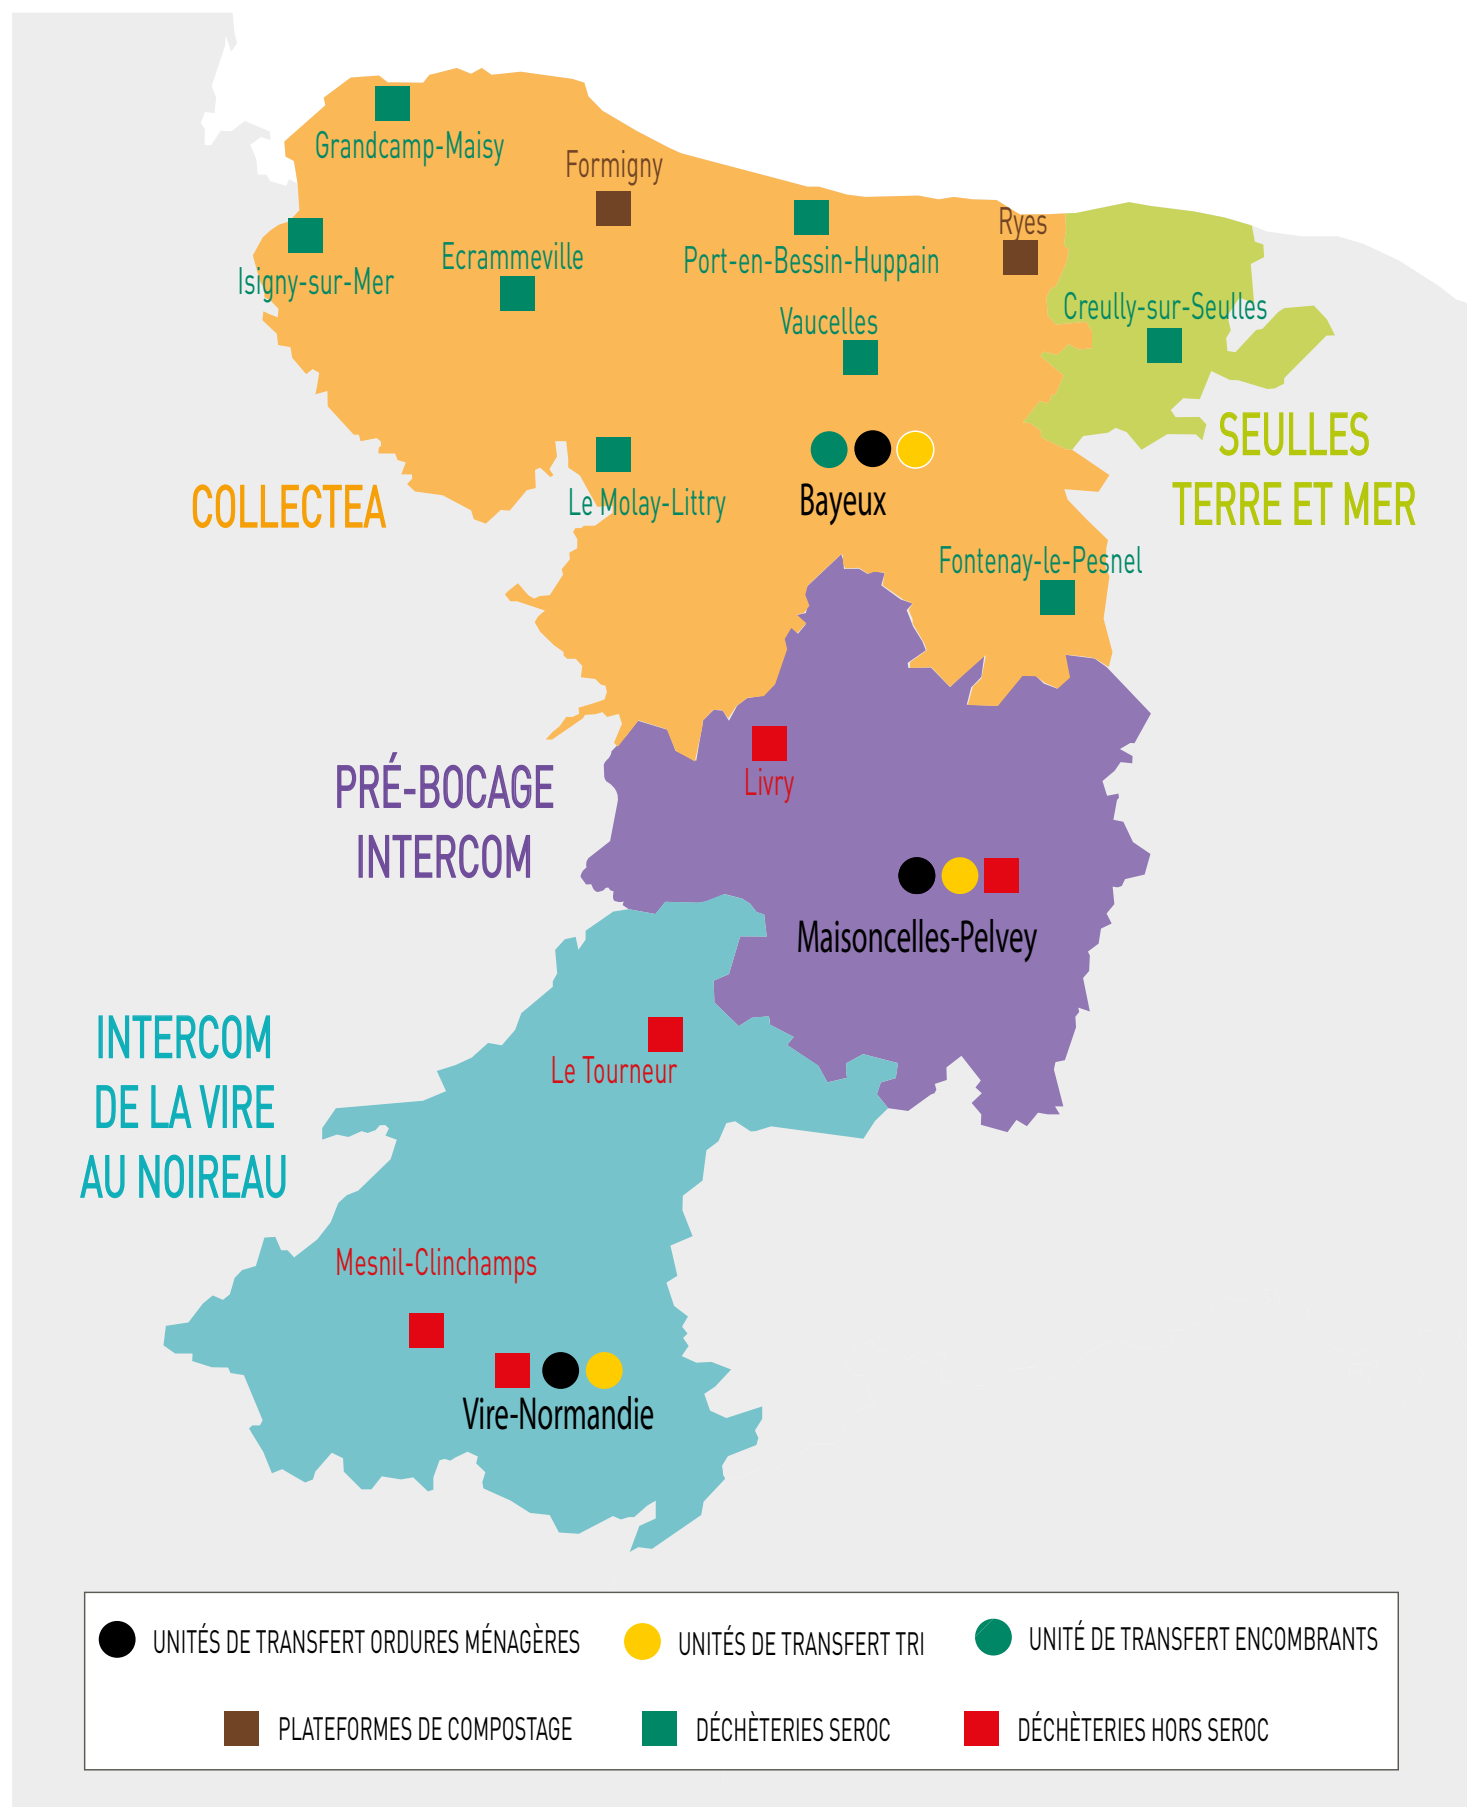 Grandcamp-Maisy
Formigny
Ryes
Isigny-sur-Mer
Ecrammeville
Port-en-Bessin-Huppain
Creully-sur-Seulles
Vaucelles
SEULLES
TERRE ET MER
COLLECTEA
Le Molay-Littry
Bayeux
Fontenay-le-Pesnel
PRÉ-BOCAGE
INTERCOM
Livry
Maisoncelles-Pelvey
INTERCOM
DE LA VIRE
AU NOIREAU
Le Tourneur
Mesnil-Clinchamps
Vire-Normandie
UNITÉS DE TRANSFERT ORDURES MÉNAGÈRES
UNITÉS DE TRANSFERT TRI
UNITÉ DE TRANSFERT ENCOMBRANTS
PLATEFORMES DE COMPOSTAGE
DÉCHÈTERIES SEROC
DÉCHÈTERIES HORS SEROC